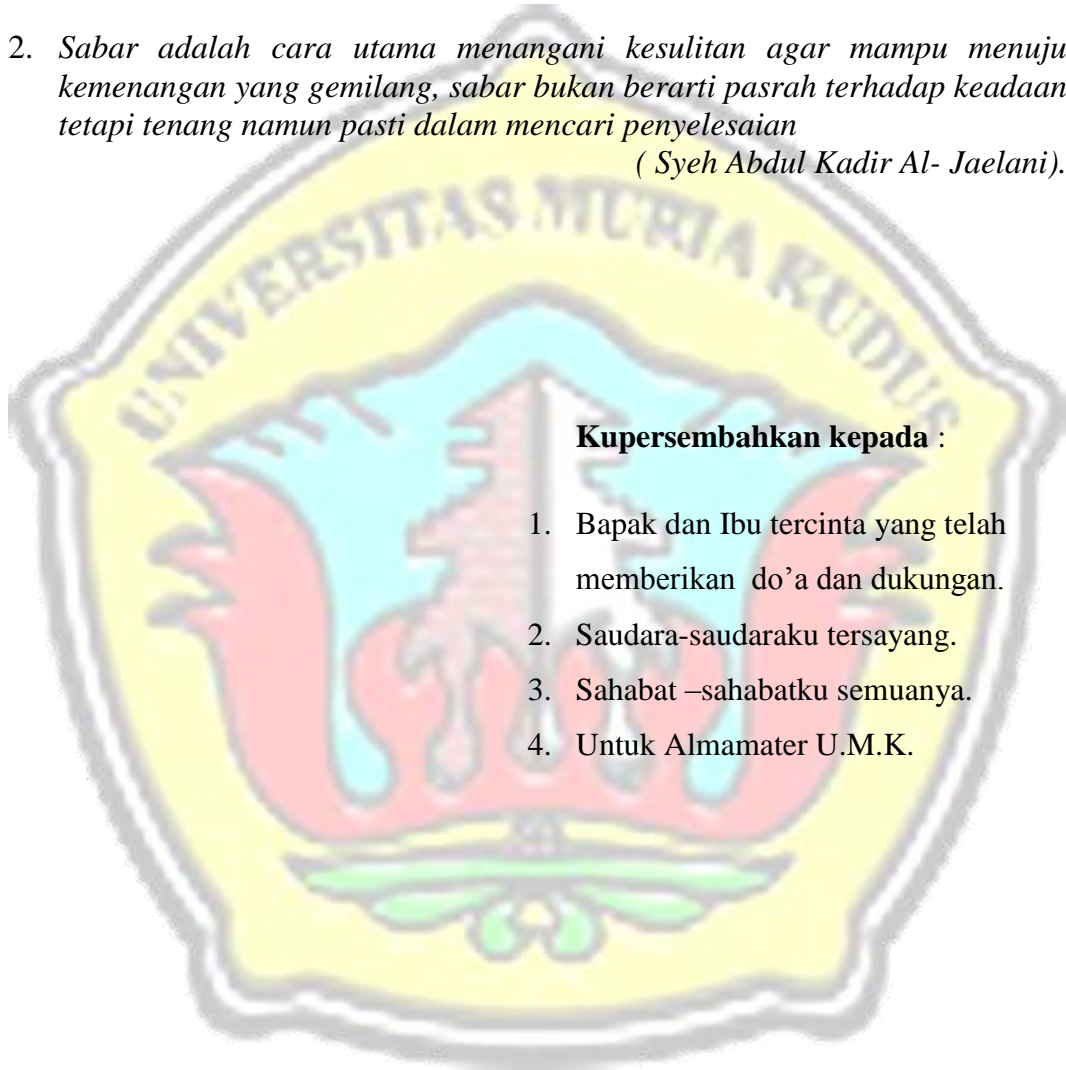 2. Sabar adalah cara utama menangani kesulitan agar mampu menuju
kemenangan yang gemilang, sabar bukan berarti pasrah terhadap keadaan
tetapi tenang namun pasti dalam mencari penyelesaian
( Syeh Abdul Kadir Al- Jaelani).
UNIVERSITAS MURIA KUDUS
Kupersembahkan kepada :
1. Bapak dan Ibu tercinta yang telah
memberikan do’a dan dukungan.
2. Saudara-saudaraku tersayang.
3. Sahabat –sahabatku semuanya.
4. Untuk Almamater U.M.K.